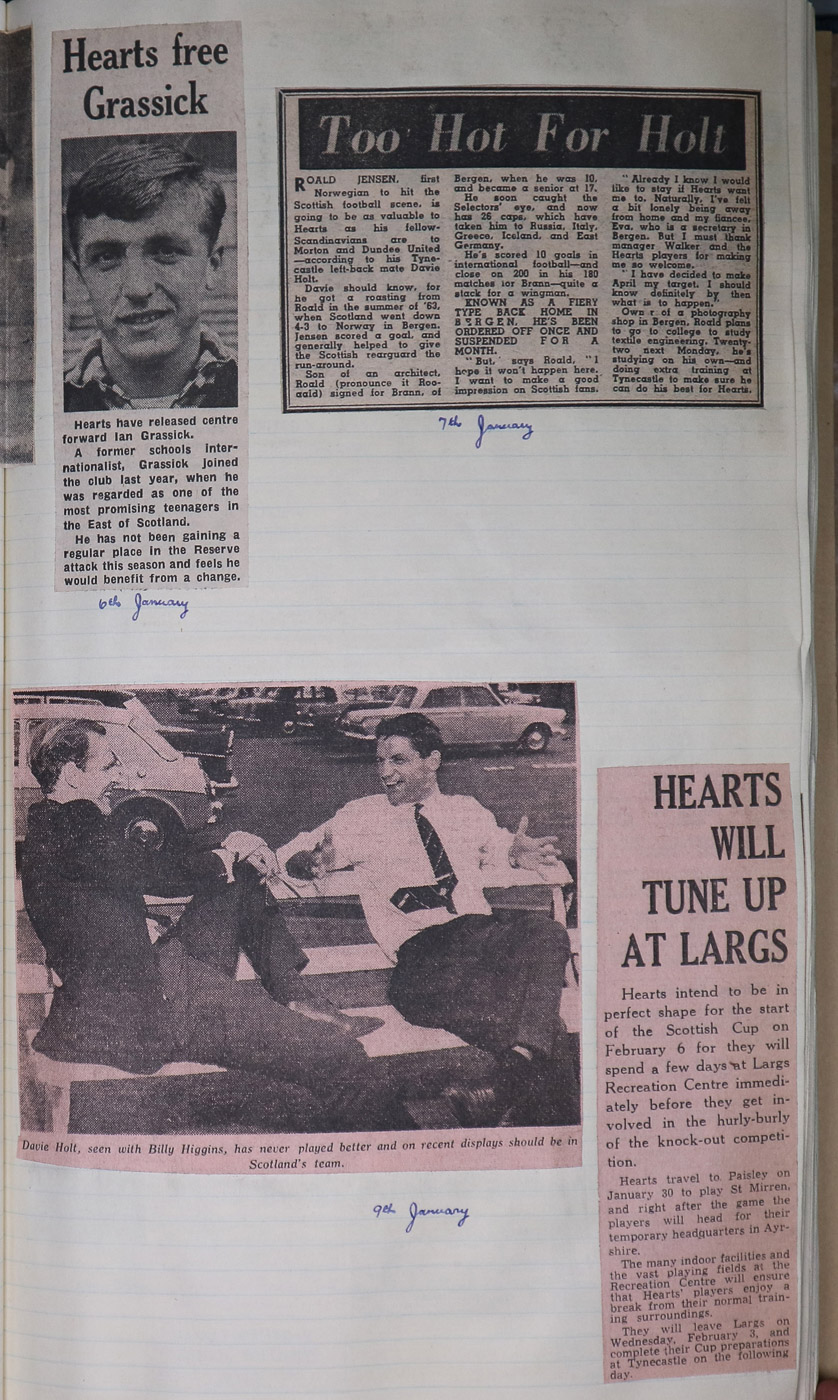 Hearts free
Grassick
Hearts have released centre
forward Ian Grassick.
A former schools inter-
nationalist, Grassick joined
the club last year, when he
was regarded as one of the
most promising teenagers in
the East of Scotland.
He has not been gaining a
regular place in the Reserve
attack this season and feels he
would benefit from a change.
6th January
Too Hot For Holt
ROALD JENSEN, first
Norwegian to hit the
Scottish football scene, is
going to be as valuable to
Hearts as his fellow-
Scandinavians are to
Morton and Dundee United
—according to his Tyne-
castle left-back mate Davie
Holt.
Davie should know, for
he got a roasting from
Roald in the summer of '63,
when Scotland went down
4-3 to Norway in Bergen.
Jensen scored a goal, and
generally helped to give
the Scottish rearguard the
run-around.
Son of an architect,
Roald (pronounce it Roo-
aald) signed for Brann, of
Bergen, when he was 10,
and became a senior at 17.
He soon caught the
Selectors' eye, and now
has 26 caps, which have
taken him to Russia, Italy,
Greece, Iceland, and East
Germany.
He's scored 10 goals in
international football—and
close on 200 in his 180
matches for Brann—quite a
stack for a wingman.
KNOWN AS A FIERY
TYPE BACK HOME IN
BERGEN, HE'S BEEN
ORDERED OFF ONCE AND
SUSPENDED FOR A
MONTH.
"But," says Roald, "I
hope it won't happen here.
I want to make a good
impression on Scottish fans.
"Already I know I would
like to stay if Hearts want
me to. Naturally, I've felt
a bit lonely being away
from home and my fiancee,
Eva, who is a secretary in
Bergen. But I must thank
manager Walker and the
Hearts players for making
me so welcome.
"I have decided to make
April my target. I should
know definitely by then
what is to happen."
Own r of a photography
shop in Bergen, Roald plans
to go to college to study
textile engineering. Twenty-
two next Monday, he's
studying on his own—and
doing extra training at
Tynecastle to make sure he
can do his best for Hearts.
7th January
Davie Holt, seen with Billy Higgins, has never played better and on recent displays should be in
Scotland's team.
9th January
HEARTS
WILL
TUNE UP
AT LARGS
Hearts intend to be in
perfect shape for the start
of the Scottish Cup on
February 6 for they will
spend a few days at Largs
Recreation Centre immedi-
ately before they get in-
volved in the hurly-burly
of the knock-out competi-
tion.
Hearts travel to Paisley on
January 30 to play St Mirren,
and right after the game the
players will head for their
temporary headquarters in Ayr-
shire.
The many indoor facilities and
the vast playing fields at the
Recreation Centre will ensure
that Hearts' players enjoy a
break from their normal train-
ing surroundings.
They will leave Largs on
Wednesday, February 3, and
complete their Cup preparations
at Tynecastle on the following
day.